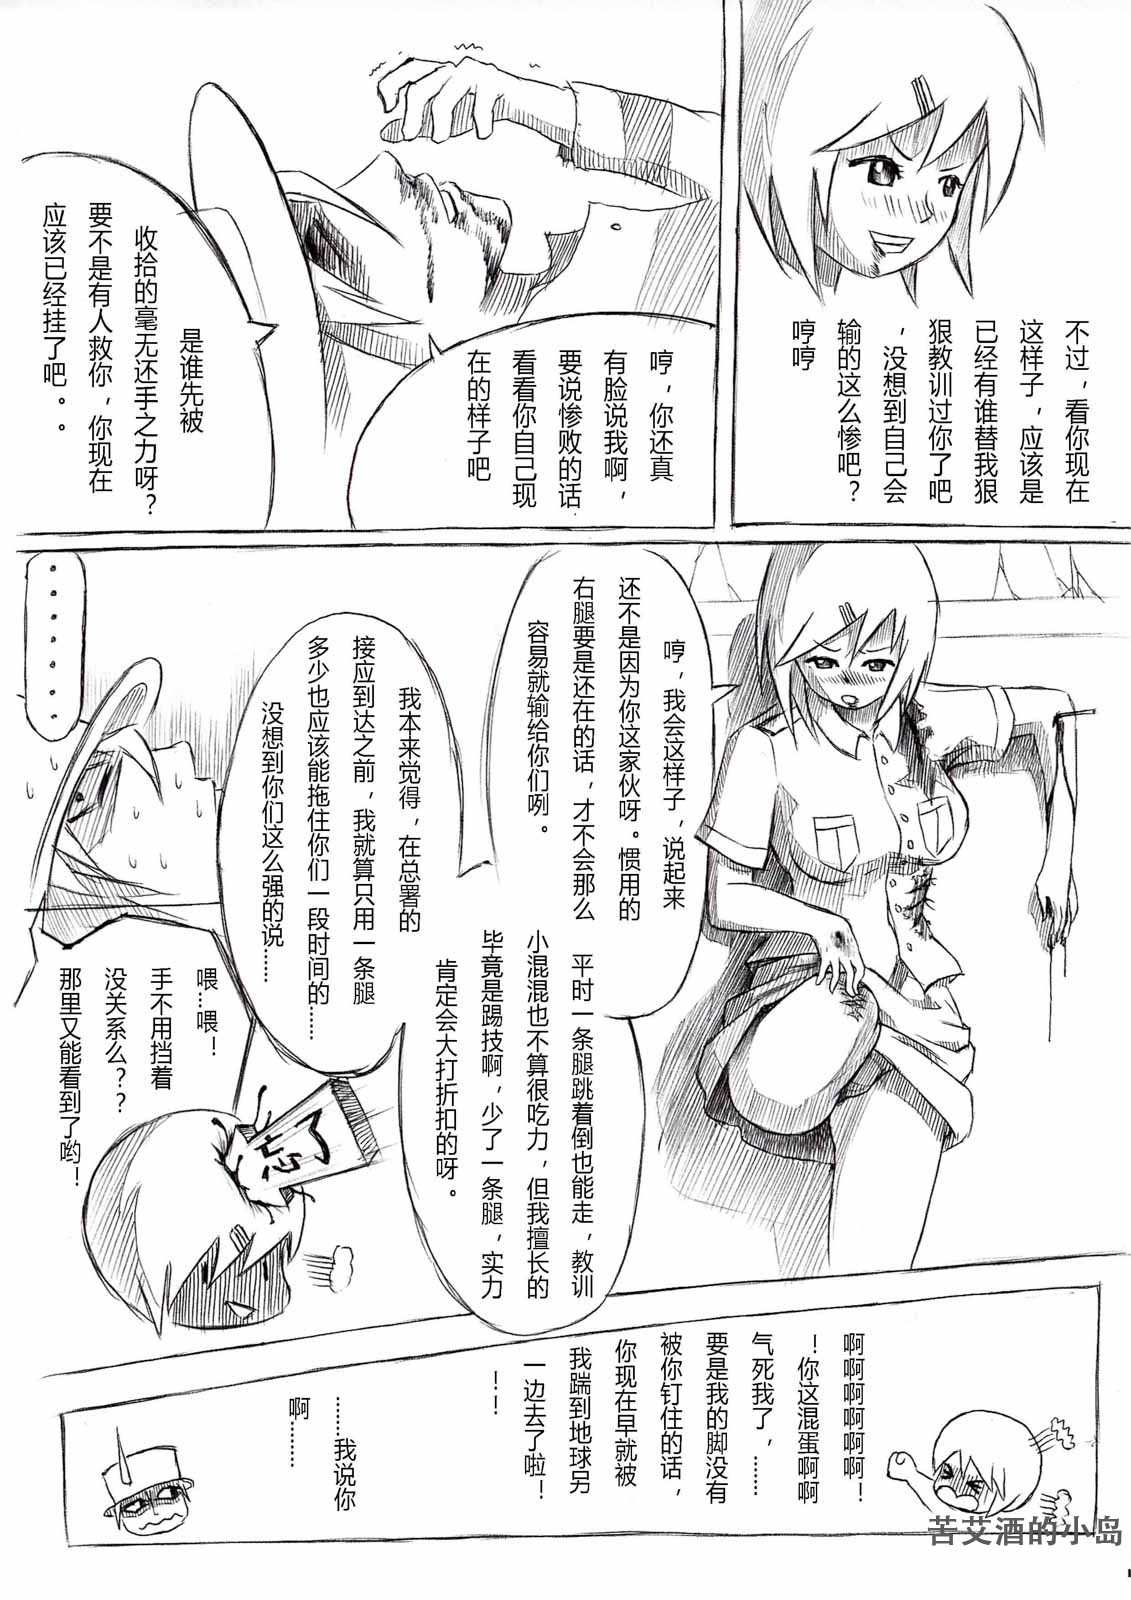 不过，看你现在
这样子，应该是
已经有谁替我狠
狠教训过你了吧
，没想到自己会
输的这么惨吧？
哼哼
哼，你还真
有脸说我啊，
要说惨败的话
看看你自己现
在的样子吧
是谁先被
收拾的毫无还手之力呀？
要不是有人救你，你现在
应该已经挂了吧。。
哼，我会这样子，说起来
还不是因为你这家伙呀。惯用的
右腿要是还在的话，才不会那么
容易就输给你们咧。
平时一条腿跳着倒也能走，教训
小混混也不算很吃力，但我擅长的
毕竟是踢技啊，少了一条腿，实力
肯定会大打折扣的呀。
我本来觉得，在总署的
接应到达之前，我就算只用一条腿
多少也应该能拖住你们一段时间的……
没想到你们这么强的说……
喂…喂！
手不用挡着
没关系么？？
那里又能看到了哟！
啊啊啊啊啊啊！
！你这混蛋啊啊
气死我了，……
要是我的脚没有
被你钉住的话，
你现在早就被
我踹到地球另
一边去了啦！
！！
……我说你
啊……
苦艾酒的小岛